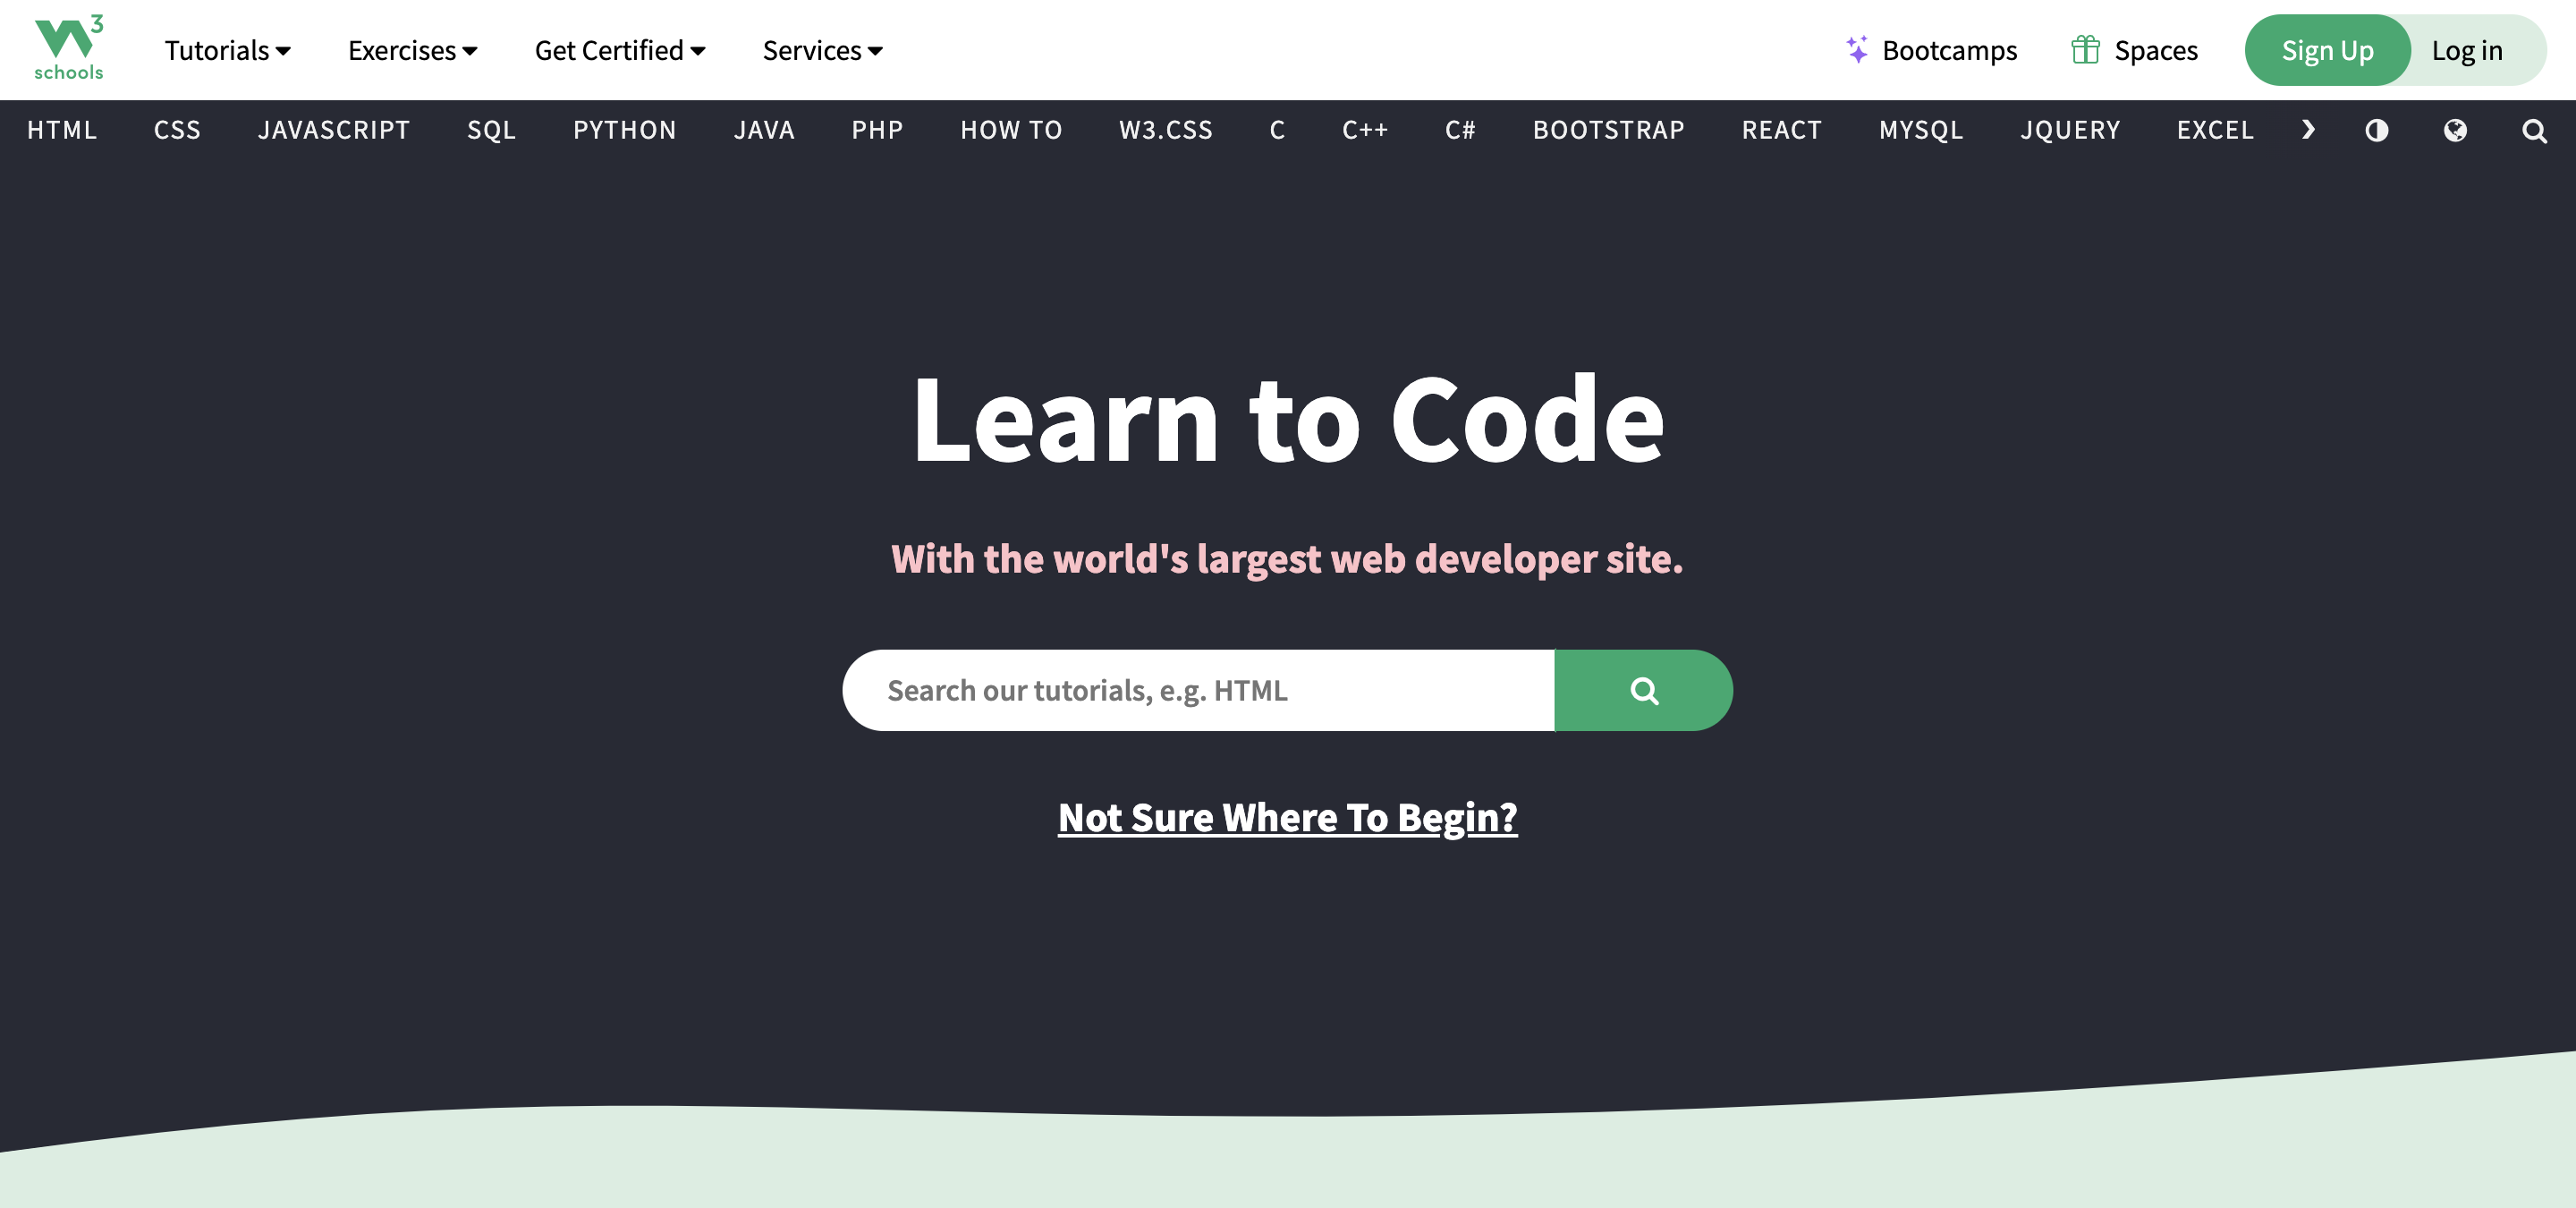 W3 schools
Tutorials Exercises Get Certified Services Bootcamps Spaces Sign Up Log in
HTML CSS JAVASCRIPT SQL PYTHON JAVA PHP HOW TO W3.CSS C C++ C# BOOTSTRAP REACT MYSQL JQUERY EXCEL
Learn to Code
With the world's largest web developer site.
Search our tutorials, e.g. HTML
Not Sure Where To Begin?